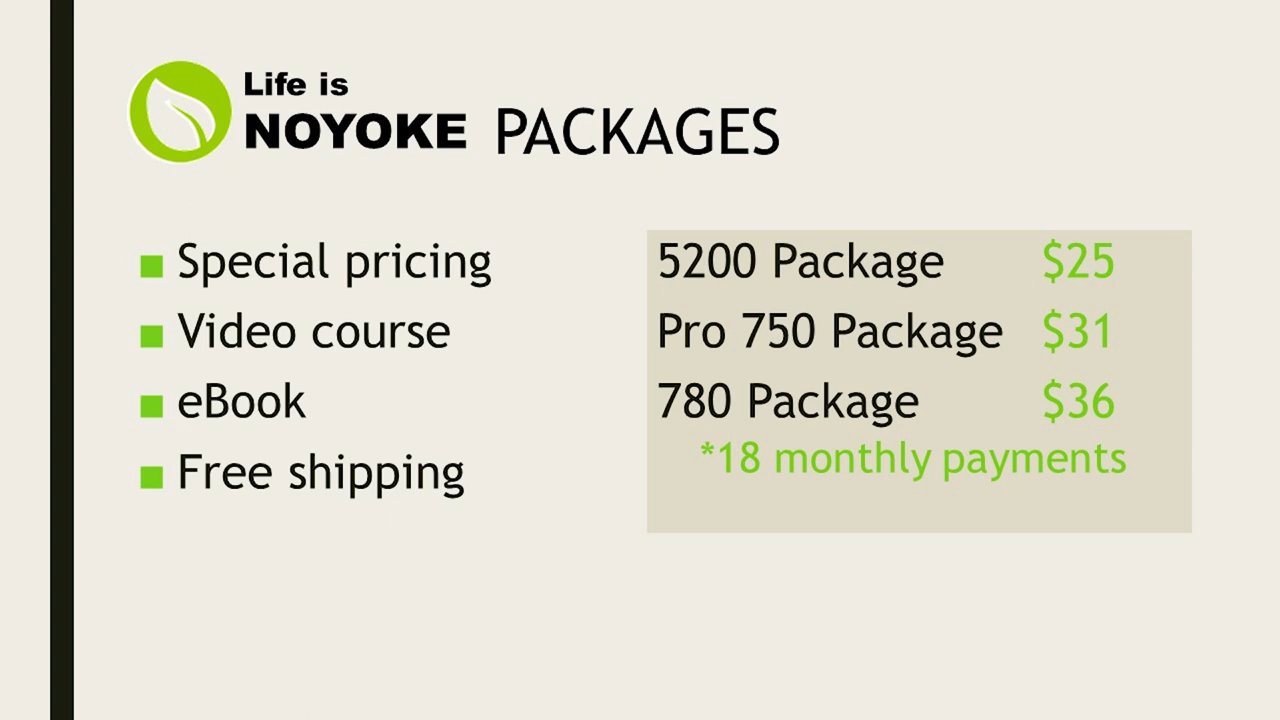 Life is
NOYOKE PACKAGES
Special pricing
Video course
eBook
Free shipping
5200 Package $25
Pro 750 Package $31
780 Package $36
*18 monthly payments